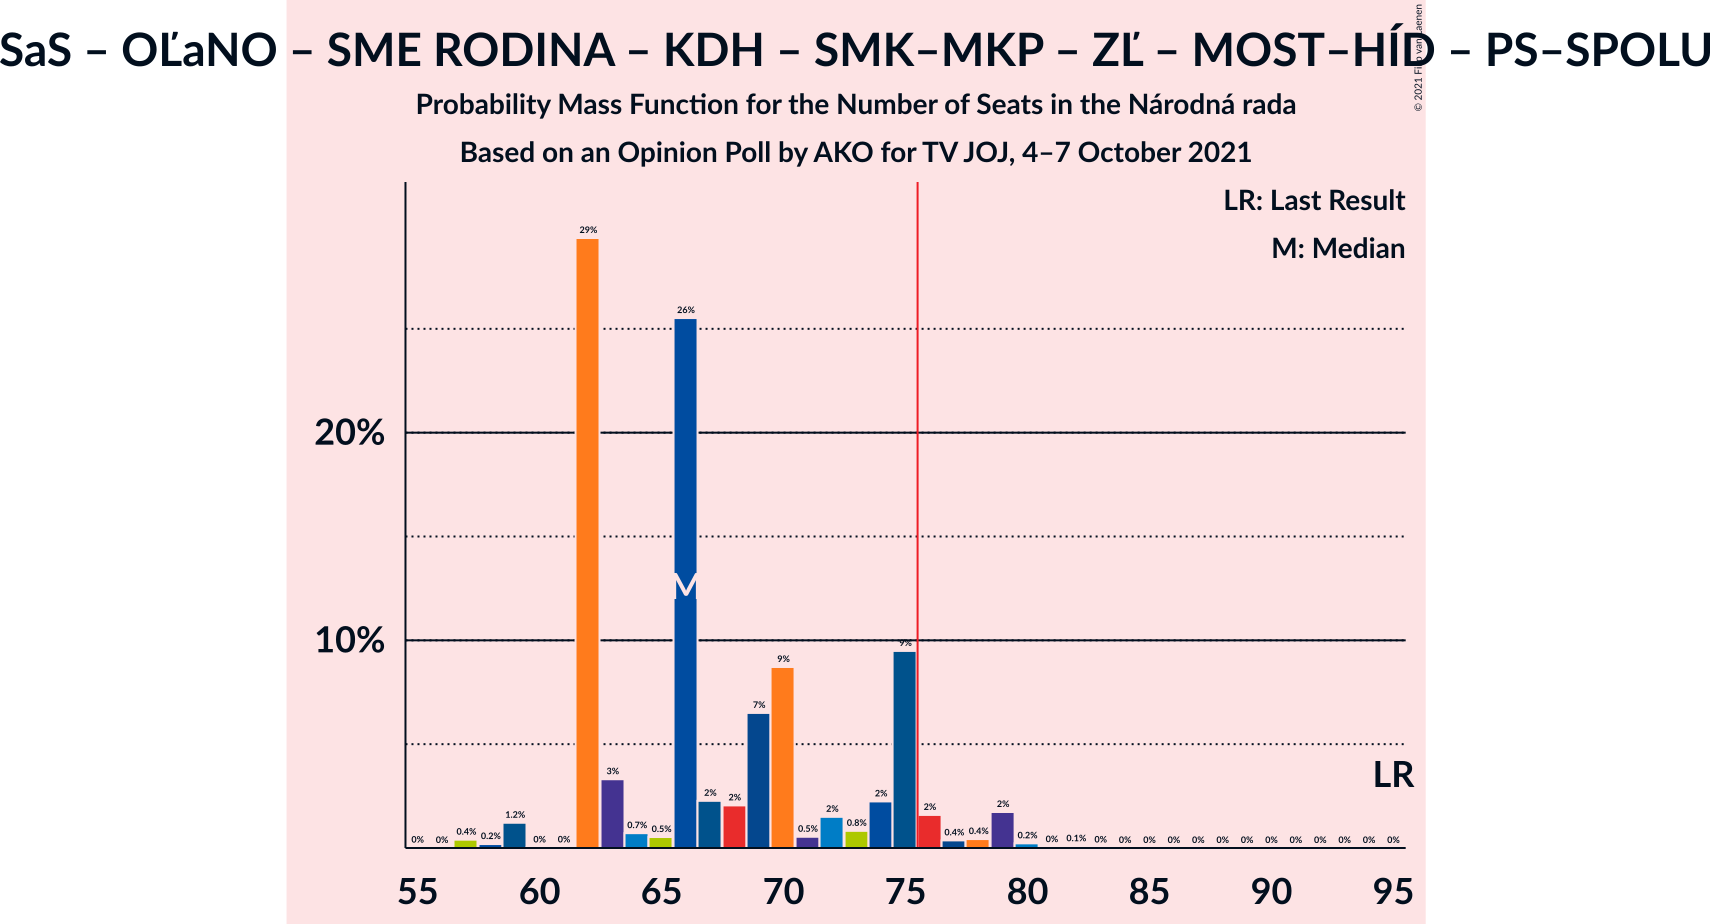 SaS – OĽaNO – SME RODINA – KDH – SMK–MKP – ZĽ – MOST–HÍD – PS–SPOLU
© 2021 Filip van Laenen
Probability Mass Function for the Number of Seats in the Národná rada
Based on an Opinion Poll by AKO for TV JOJ, 4–7 October 2021
LR: Last Result
M: Median
29%
26%
20%
M
10%
9%
9%
7%
LR
3%
2%
2%
2%
2%
2%
2%
1.2%
0.7%
0.5%
0.5%
0.8%
0% 0% 0.4% 0.2% 0% 0% 0.4% 0.4% 0.2% 0% 0.1% 0% 0% 0% 0% 0% 0% 0% 0% 0% 0% 0% 0% 0%
55 60 65 70 75 80 85 90 95